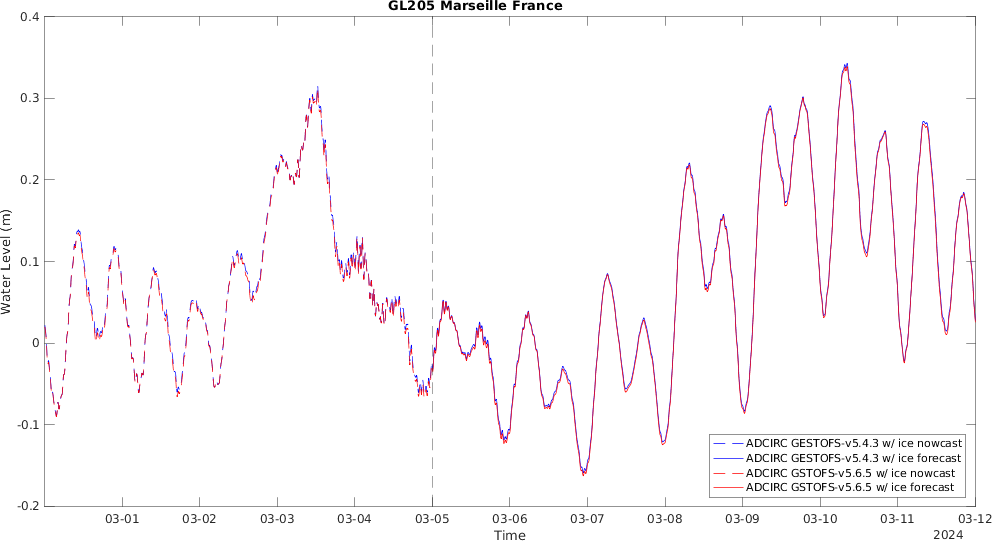 GL205 Marseille France
0.4
0.3
0.2
0.1
0
-0.1
-0.2
Water Level (m)
03-01 03-02 03-03 03-04 03-05 03-06 03-07 03-08 03-09 03-10 03-11 03-12
Time
2024
ADCIRC GESTOFS-v5.4.3 w/ ice nowcast
ADCIRC GESTOFS-v5.4.3 w/ ice forecast
ADCIRC GSTOFS-v5.6.5 w/ ice nowcast
ADCIRC GSTOFS-v5.6.5 w/ ice forecast